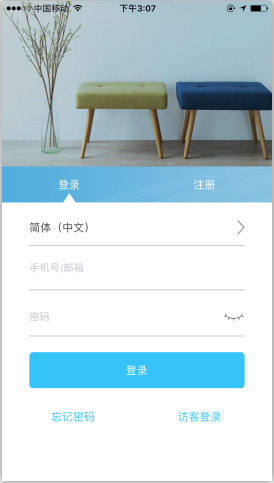 中国移动 下午3:07
登录 注册
简体（中文）
手机号/邮箱
密码
登录
忘记密码 访客登录